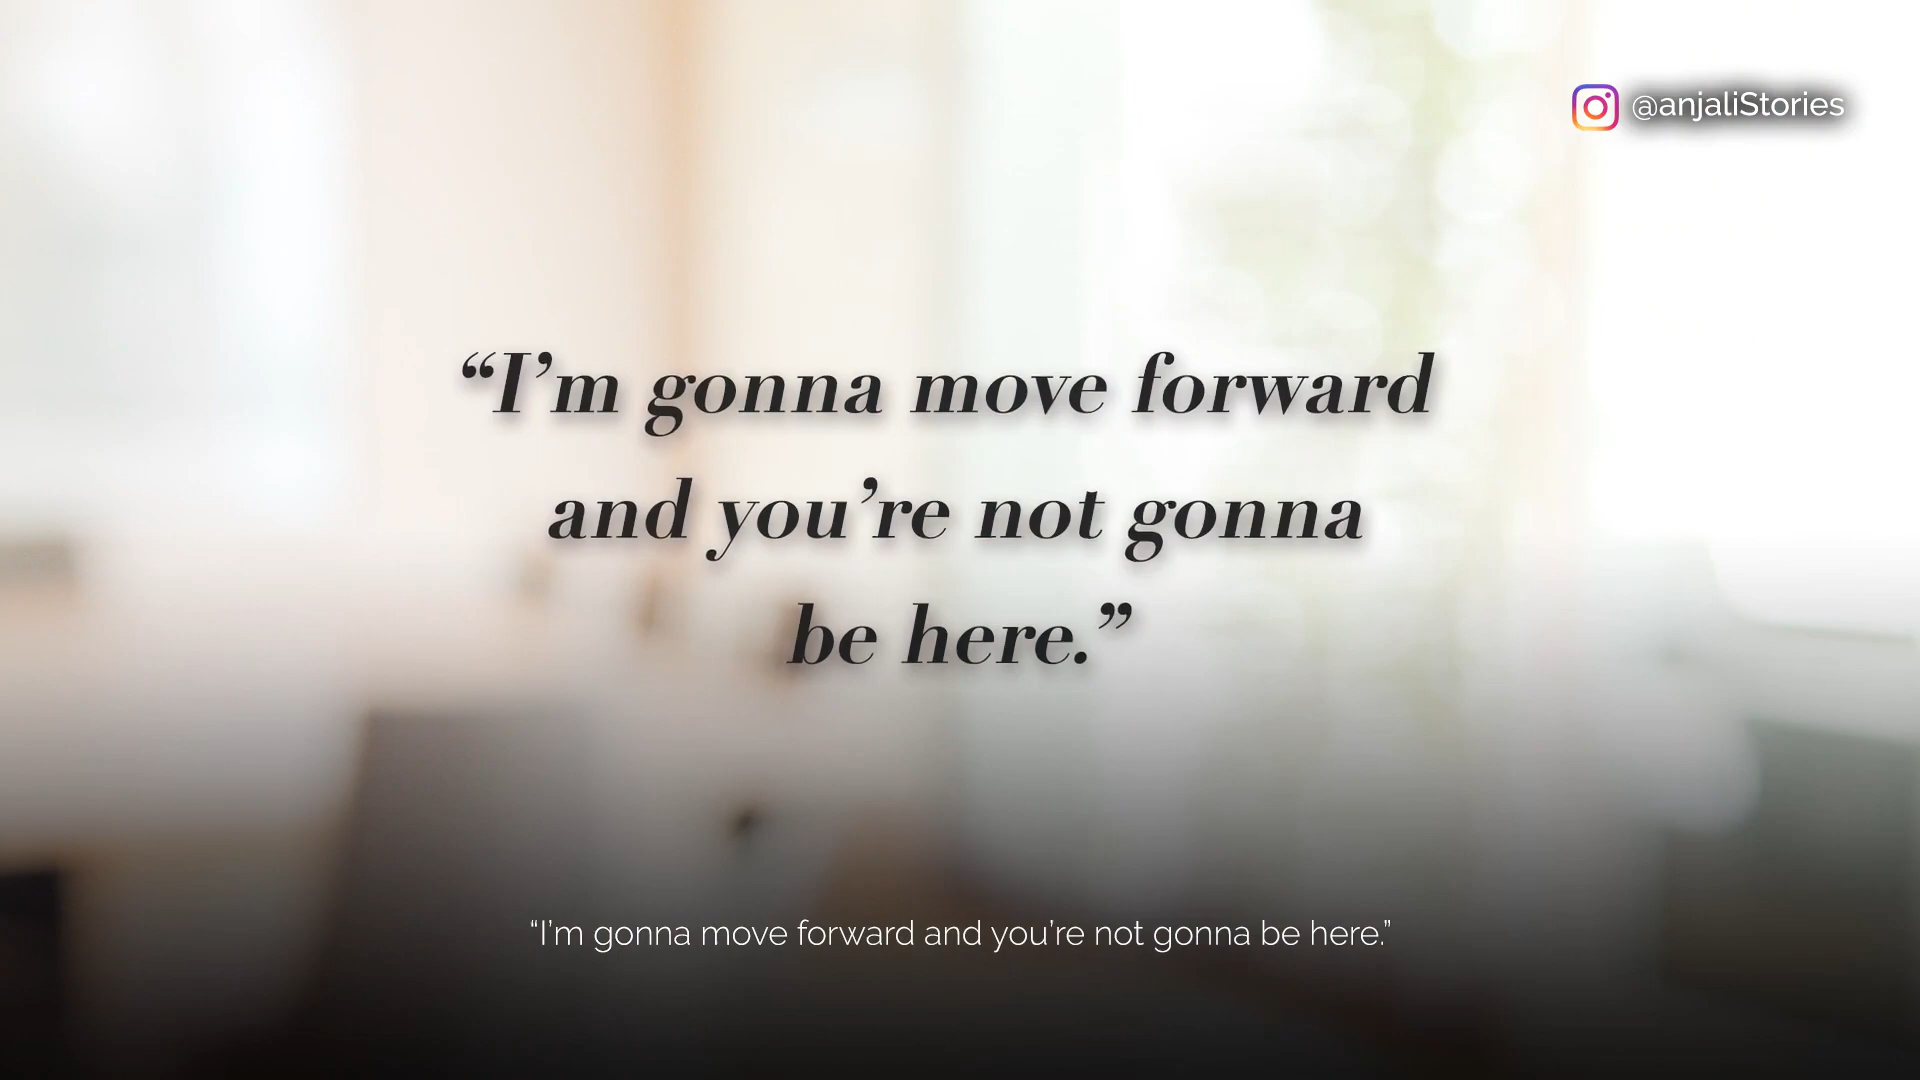 @anjaliStories
“I’m gonna move forward
and you’re not gonna
be here.”
“I’m gonna move forward and you’re not gonna be here.”